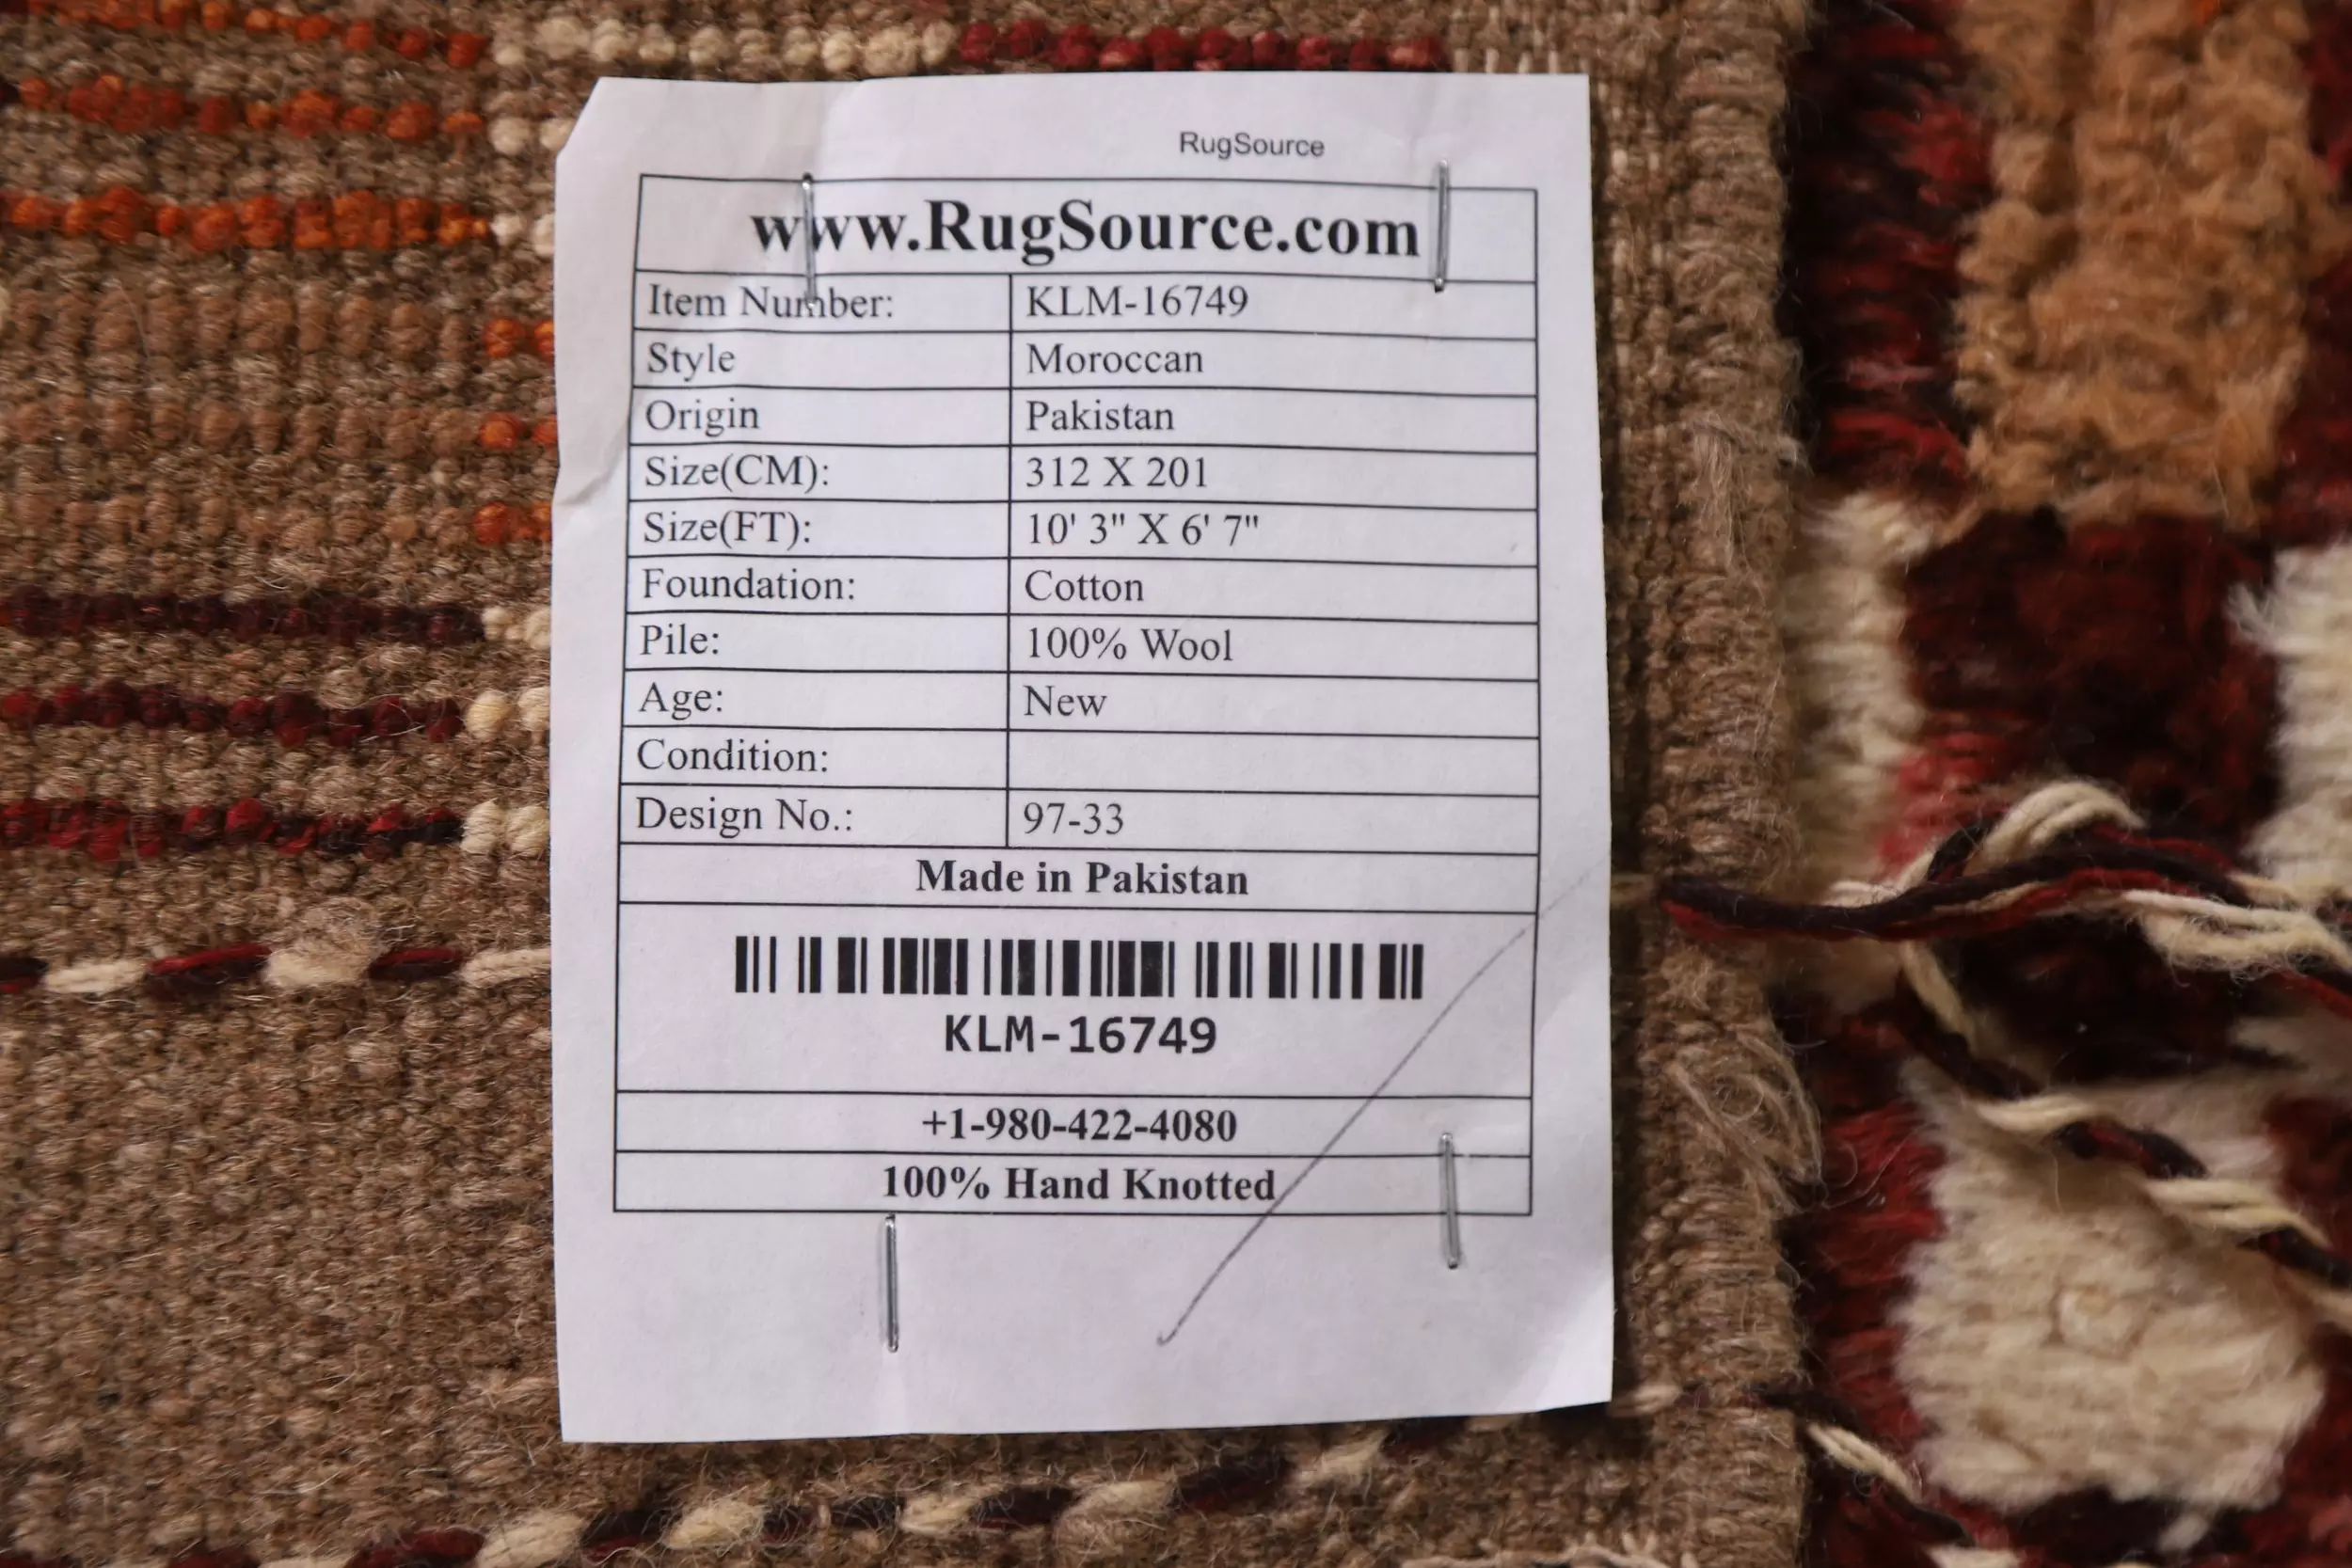 RugSource
www.RugSource.com
Item Number: KLM-16749
Style Moroccan
Origin Pakistan
Size(CM): 312 X 201
Size(FT): 10' 3" X 6' 7"
Foundation: Cotton
Pile: 100% Wool
Age: New
Condition:
Design No.: 97-33
Made in Pakistan
KLM-16749
+1-980-422-4080
100% Hand Knotted